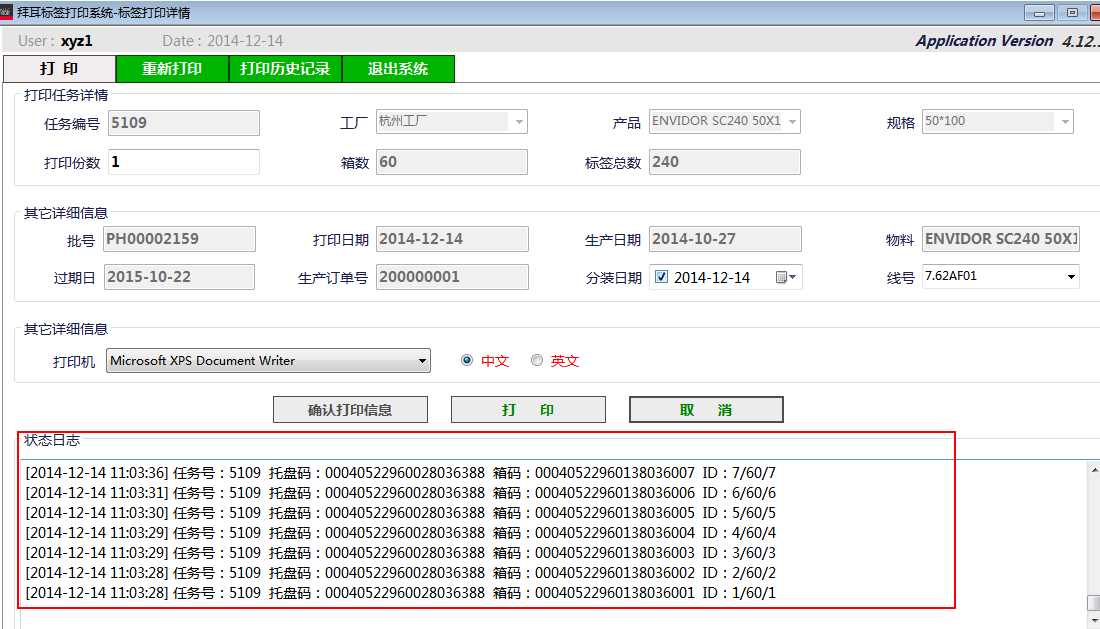 拜耳标签打印系统-标签打印详情
User : xyz1 Date : 2014-12-14 Application Version 4.12.
打 印 重新打印 打印历史记录 退出系统
打印任务详情
任务编号 5109 工厂 杭州工厂 产品 ENVIDOR SC240 50X1 规格 50*100
打印份数 1 箱数 60 标签总数 240
其它详细信息
批号 PH00002159 打印日期 2014-12-14 生产日期 2014-10-27 物料 ENVIDOR SC240 50X1
过期日 2015-10-22 生产订单号 200000001 分装日期 2014-12-14 线号 7.62AF01
其它详细信息
打印机 Microsoft XPS Document Writer 中文 英文
确认打印信息 打 印 取 消
状态日志
[2014-12-14 11:03:36] 任务号：5109 托盘码：00040522960028036388 箱码：00040522960138036007 ID：7/60/7
[2014-12-14 11:03:31] 任务号：5109 托盘码：00040522960028036388 箱码：00040522960138036006 ID：6/60/6
[2014-12-14 11:03:30] 任务号：5109 托盘码：00040522960028036388 箱码：00040522960138036005 ID：5/60/5
[2014-12-14 11:03:29] 任务号：5109 托盘码：00040522960028036388 箱码：00040522960138036004 ID：4/60/4
[2014-12-14 11:03:29] 任务号：5109 托盘码：00040522960028036388 箱码：00040522960138036003 ID：3/60/3
[2014-12-14 11:03:28] 任务号：5109 托盘码：00040522960028036388 箱码：00040522960138036002 ID：2/60/2
[2014-12-14 11:03:28] 任务号：5109 托盘码：00040522960028036388 箱码：00040522960138036001 ID：1/60/1